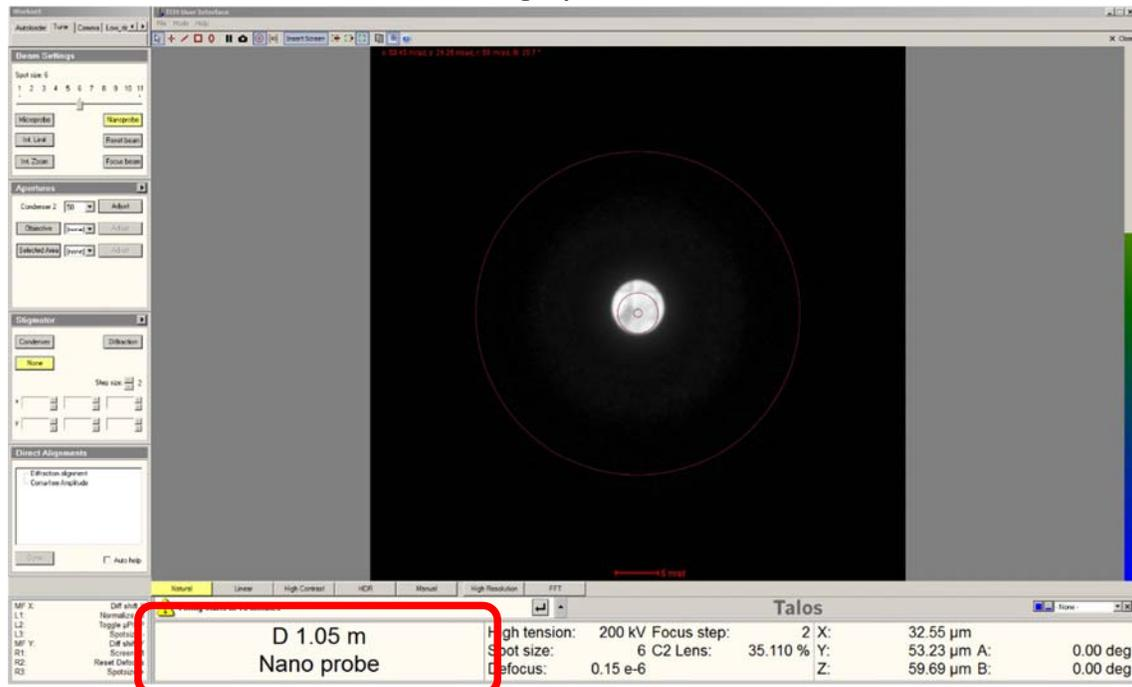 Workset
TEM User Interface
Autoloader Tune Camera
File Mode Help
Insert Screen
Beam Settings
Spot size: 6
1 2 3 4 5 6 7 8 9 10 11
Microprobe Nanoprobe
Int. Limit Reset beam
Int. Zoom Focus beam
Apertures
Condenser 2 50 Adjust
Objective [none] Adjust
Selected Area [none] Adjust
Stigmator
Condenser Diffraction
None
Step size: 2
x
y
Direct Alignments
Diffraction alignment
Coma-free Amplitude
Done Auto help
5 mrad
Natural Linear High Contrast HDR Manual High Resolution FFT
MF X: Diff shift
L1:
L2:
L3:
MF Y: Diff shift
R1:
R2:
R3:
Talos
None
D 1.05 m
Nano probe
High tension: 200 kV Focus step: 2 X: 32.55 µm
Spot size: 6 C2 Lens: 35.110 % Y: 53.23 µm A: 0.00 deg
Defocus: 0.15 e-6 Z: 59.69 µm B: 0.00 deg